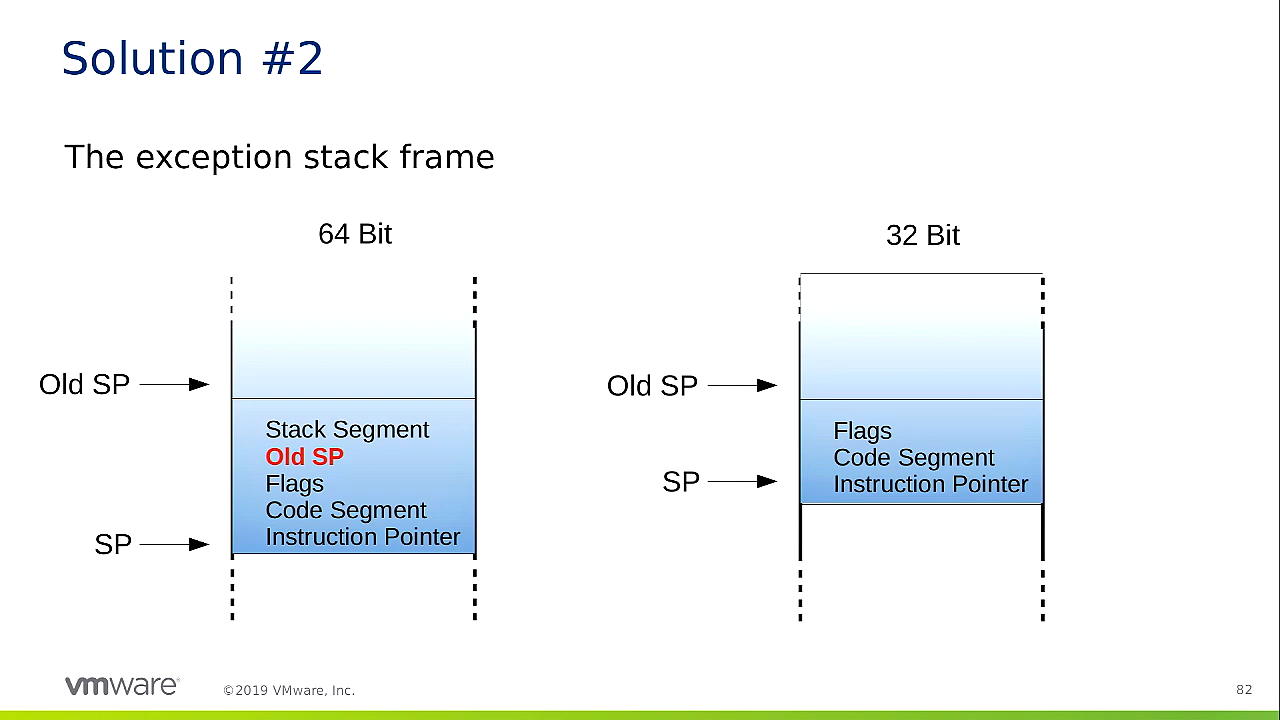 Solution #2
The exception stack frame
64 Bit
Old SP
Stack Segment
Old SP
Flags
Code Segment
Instruction Pointer
SP
32 Bit
Old SP
Flags
Code Segment
Instruction Pointer
SP
vmware
©2019 VMware, Inc.
82